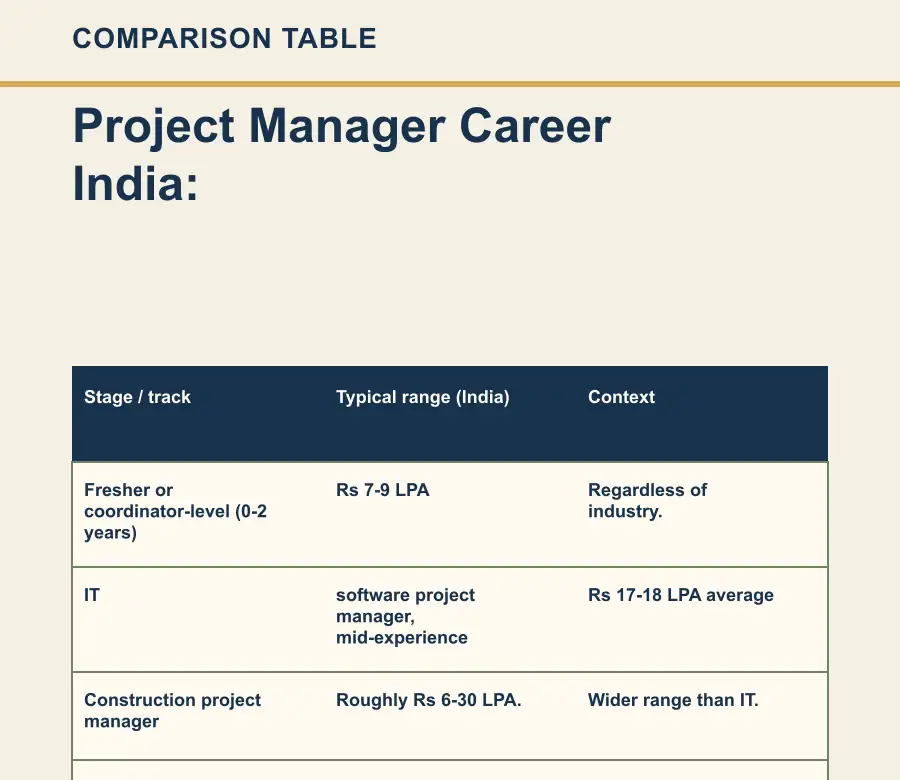 COMPARISON TABLE
Project Manager Career
India:
Stage / track
Typical range (India)
Context
Fresher or
coordinator-level (0-2
years)
Rs 7-9 LPA
Regardless of
industry.
IT
software project
manager,
mid-experience
Rs 17-18 LPA average
Construction project
manager
Roughly Rs 6-30 LPA.
Wider range than IT.